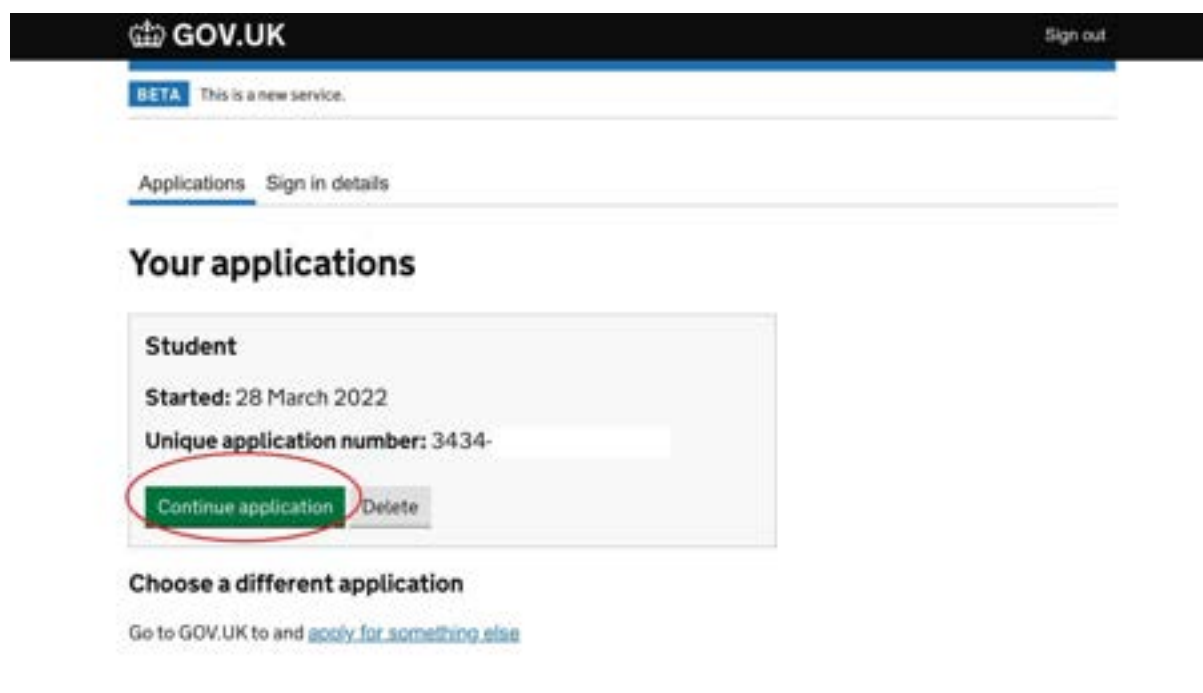 GOV.UK
Sign out
BETA This is a new service.
Applications Sign in details
Your applications
Student
Started: 28 March 2022
Unique application number: 3434-
Continue application Delete
Choose a different application
Go to GOV.UK to and apply for something else